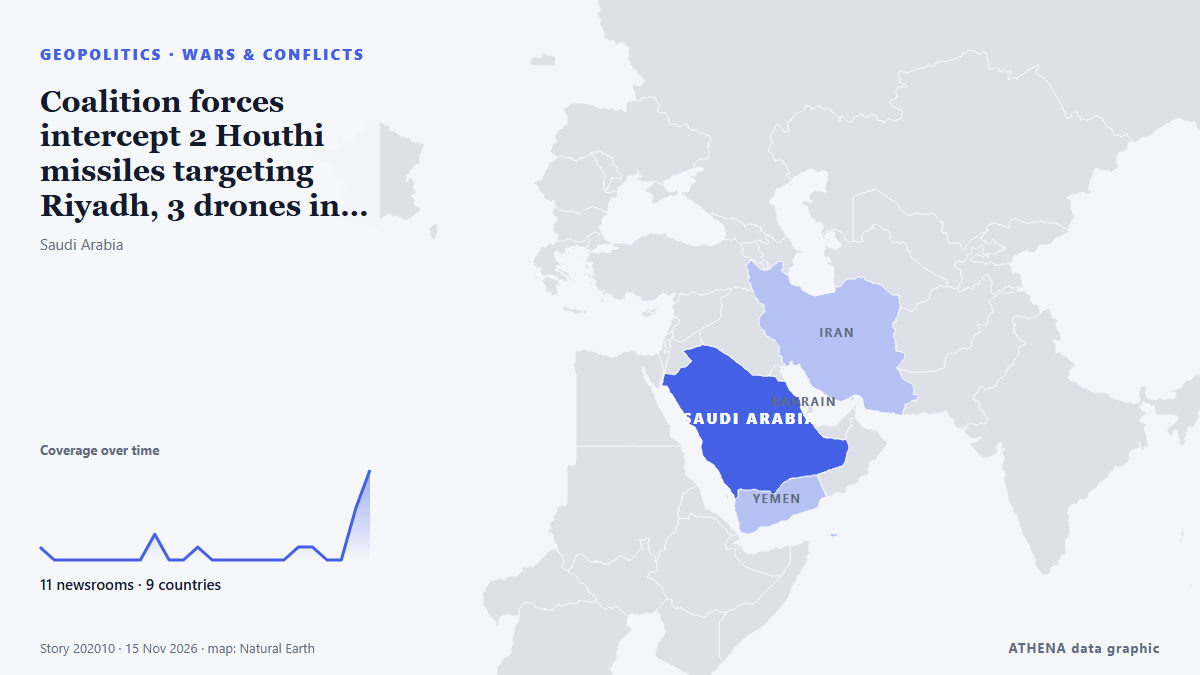 GEOPOLITICS · WARS & CONFLICTS
Coalition forces
intercept 2 Houthi
missiles targeting
Riyadh, 3 drones in...
Saudi Arabia
IRAN
BAHRAIN
SAUDI ARABIA
YEMEN
Coverage over time
11 newsrooms · 9 countries
Story 202010 · 15 Nov 2026 · map: Natural Earth
ATHENA data graphic